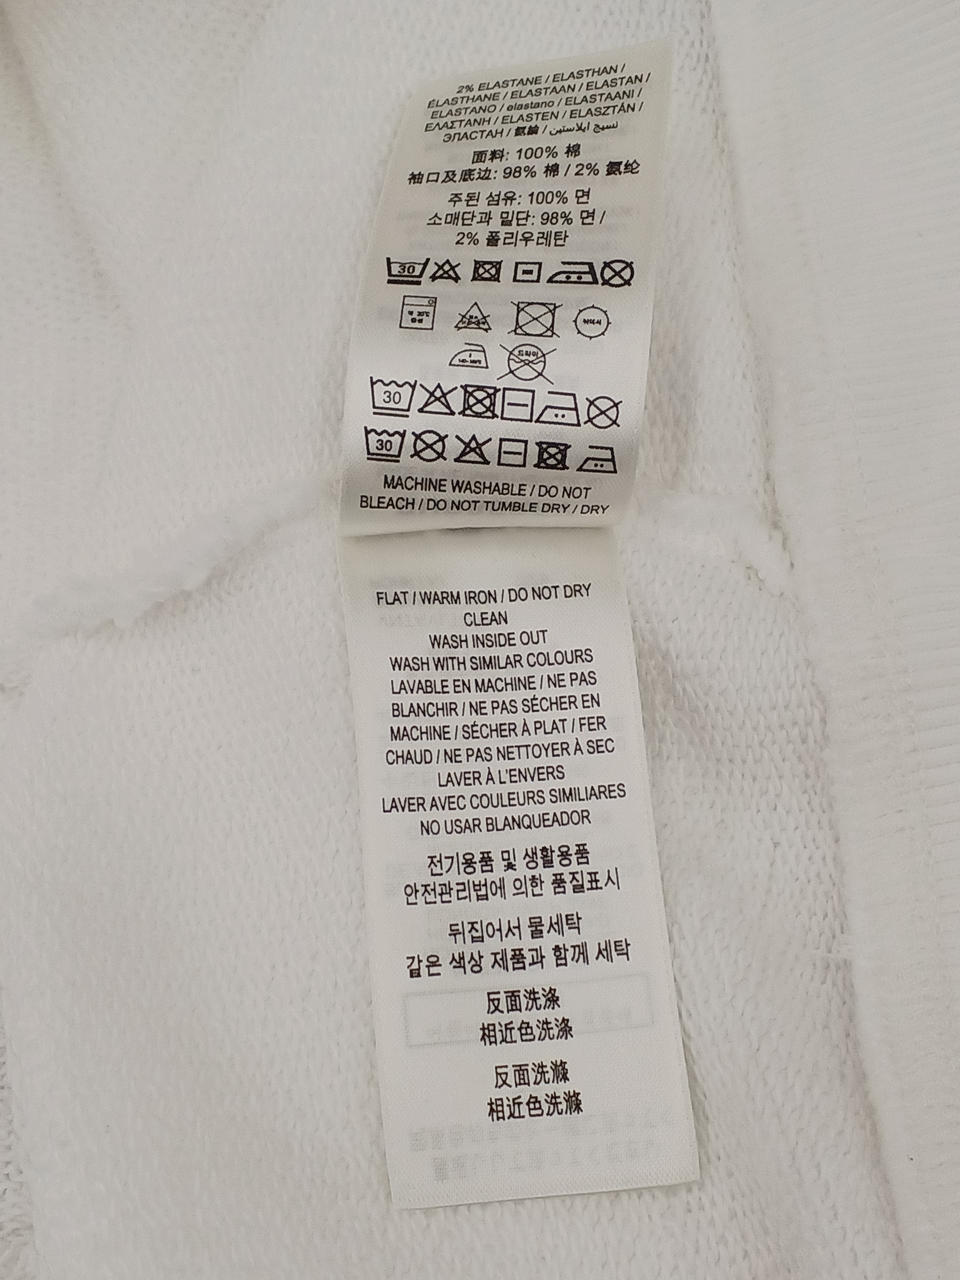 2% ELASTANE / ELASTHAN /
ÉLASTHANE / ELASTAAN / ELASTAN /
ELASTANO / elastano / ELASTAANI /
ΕΛΑΣΤΑΝΗ / ELASTEN / ELASZTÁN /
ЭЛАСТАН / 氨綸 / نسيج ايلاستين
面料: 100% 棉
袖口及底边: 98% 棉 / 2% 氨纶
주된 섬유: 100% 면
소매단과 밑단: 98% 면 /
2% 폴리우레탄
30
드라이
30
30
MACHINE WASHABLE / DO NOT
BLEACH / DO NOT TUMBLE DRY / DRY
FLAT / WARM IRON / DO NOT DRY
CLEAN
WASH INSIDE OUT
WASH WITH SIMILAR COLOURS
LAVABLE EN MACHINE / NE PAS
BLANCHIR / NE PAS SÉCHER EN
MACHINE / SÉCHER À PLAT / FER
CHAUD / NE PAS NETTOYER À SEC
LAVER À L'ENVERS
LAVER AVEC COULEURS SIMILIARES
NO USAR BLANQUEADOR
전기용품 및 생활용품
안전관리법에 의한 품질표시
뒤집어서 물세탁
같은 색상 제품과 함께 세탁
反面洗涤
相近色洗涤
反面洗滌
相近色洗滌